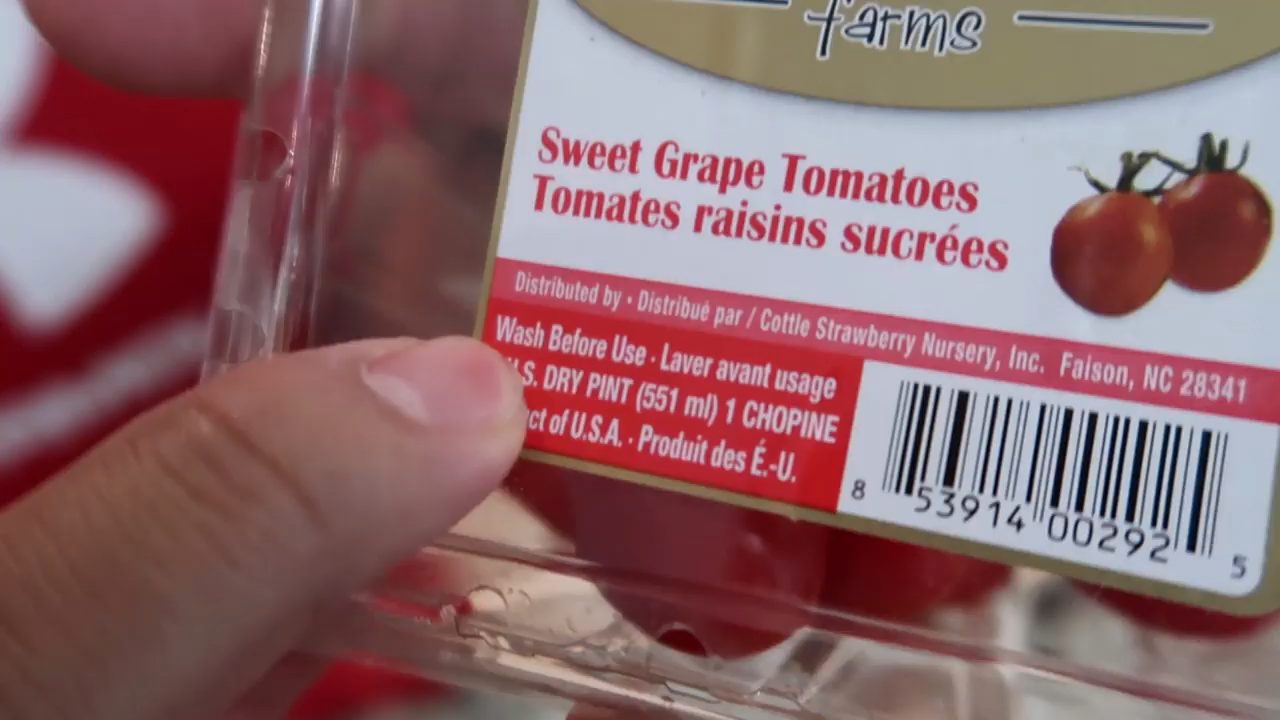 farms
Sweet Grape Tomatoes
Tomates raisins sucrées
Distributed by • Distribué par / Cottle Strawberry Nursery, Inc. Faison, NC 28341
Wash Before Use · Laver avant usage
.S. DRY PINT (551 ml) 1 CHOPINE
ct of U.S.A. · Produit des É.-U.
8 53914 00292 5